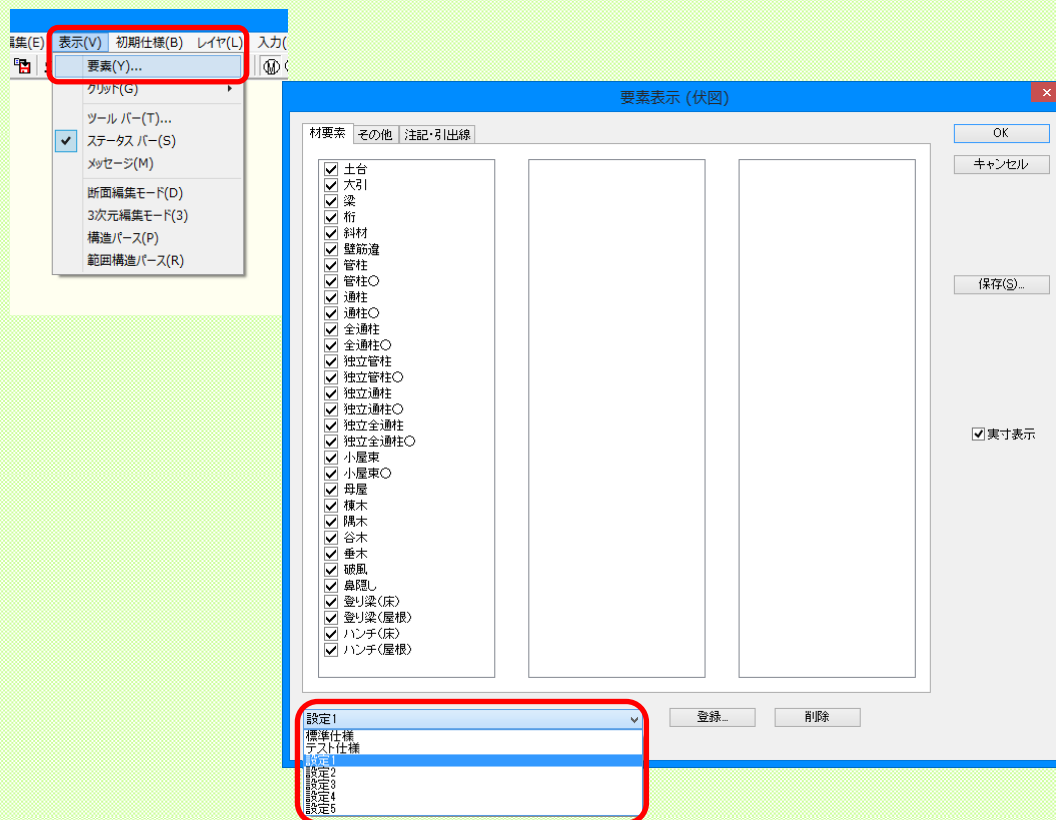 編集(E) 表示(V) 初期仕様(B) レイヤ(L) 入力(
要素(Y)...
グリッド(G)
ツール バー(T)...
ステータス バー(S)
メッセージ(M)
断面編集モード(D)
3次元編集モード(3)
構造パース(P)
範囲構造パース(R)
要素表示 (伏図)
材要素 その他 注記・引出線
土台
大引
梁
桁
斜材
壁筋違
管柱
管柱〇
通柱
通柱〇
全通柱
全通柱〇
独立管柱
独立管柱〇
独立通柱
独立通柱〇
独立全通柱
独立全通柱〇
小屋束
小屋束〇
母屋
棟木
隅木
谷木
垂木
破風
鼻隠し
登り梁(床)
登り梁(屋根)
ハンチ(床)
ハンチ(屋根)
OK
キャンセル
保存(S)...
実寸表示
設定1
登録...
削除
標準仕様
テスト仕様
設定1
設定2
設定3
設定4
設定5